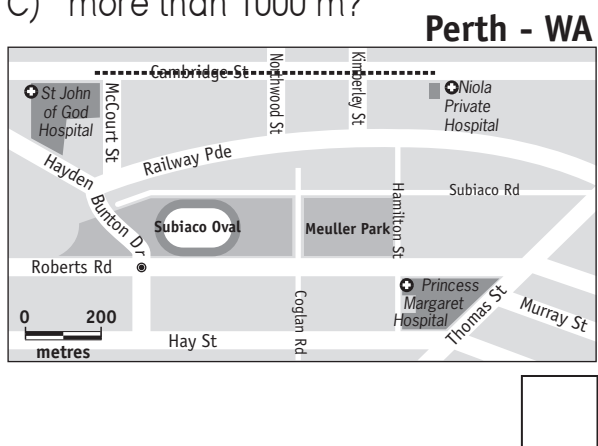 C) more than 1000 m?
Perth - WA
Cambridge St
Northwood St
Kimberley St
St John
of God
Hospital
McCourt St
Niola
Private
Hospital
Railway Pde
Hayden Bunton Dr
Hamilton St
Subiaco Rd
Subiaco Oval
Meuller Park
Roberts Rd
Princess
Margaret
Hospital
Coglan Rd
Thomas St
Murray St
0 200
metres
Hay St